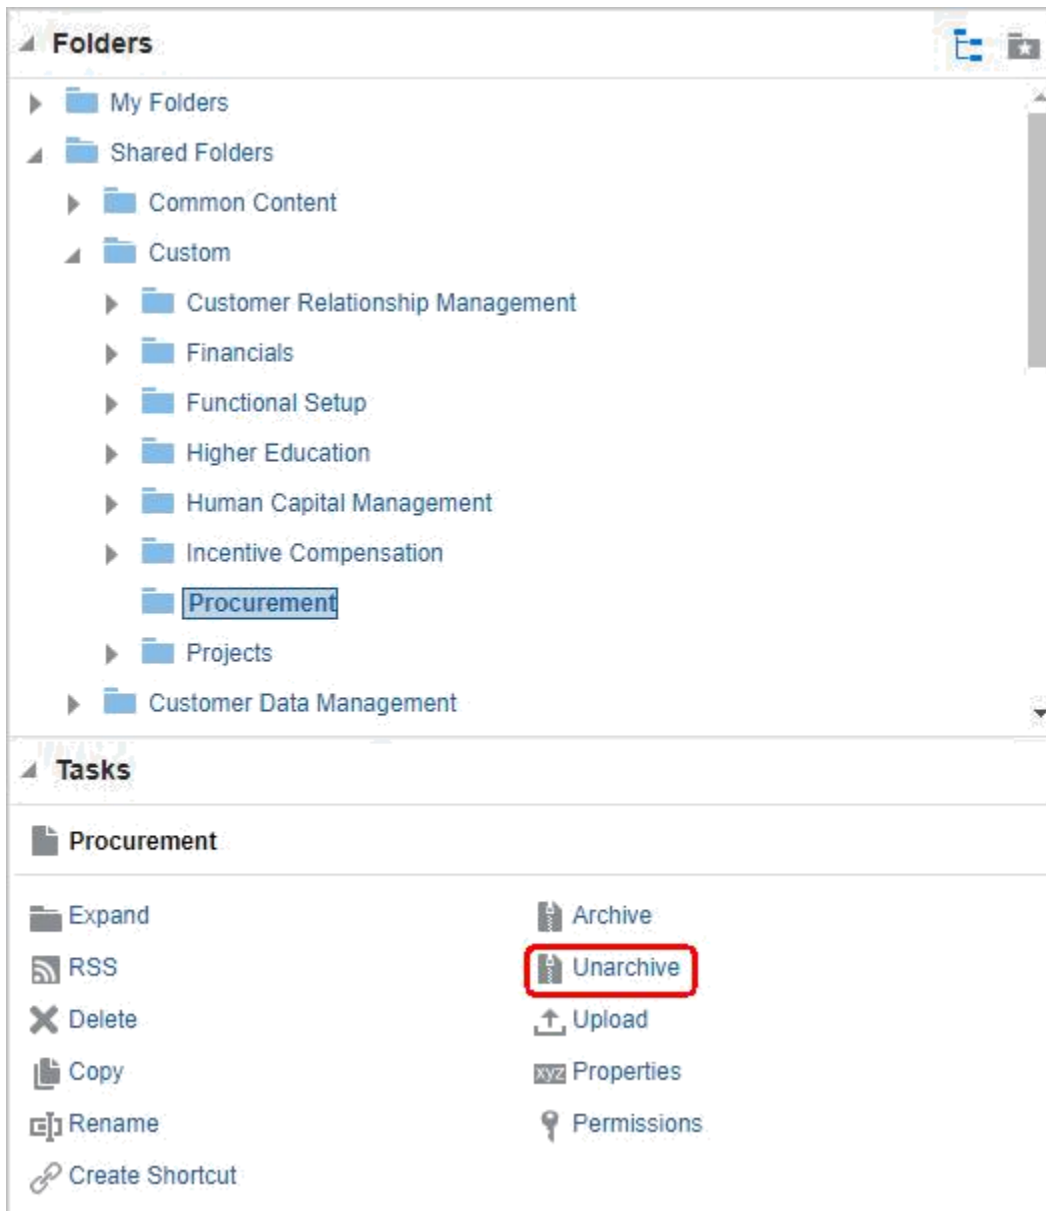 Folders
My Folders
Shared Folders
Common Content
Custom
Customer Relationship Management
Financials
Functional Setup
Higher Education
Human Capital Management
Incentive Compensation
Procurement
Projects
Customer Data Management
Tasks
Procurement
Expand
Archive
RSS
Unarchive
Delete
Upload
Copy
xyz Properties
Rename
Permissions
Create Shortcut